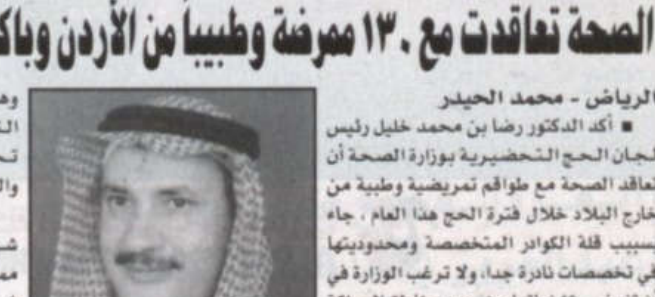 الصحة تعاقدت مع ١٣٠ ممرضة وطبيباً من الأردن وباك
الرياض - محمد الحيدر
■ أكد الدكتور رضا بن محمد خليل رئيس
لجان الحج التحضيرية بوزارة الصحة أن
تعاقد الصحة مع طواقم تمريضية وطبية من
خارج البلاد خلال فترة الحج هذا العام ، جاء
بسبب قلة الكوادر المتخصصة ومحدوديتها
في تخصصات نادرة جدا، ولا ترغب الوزارة في
وه